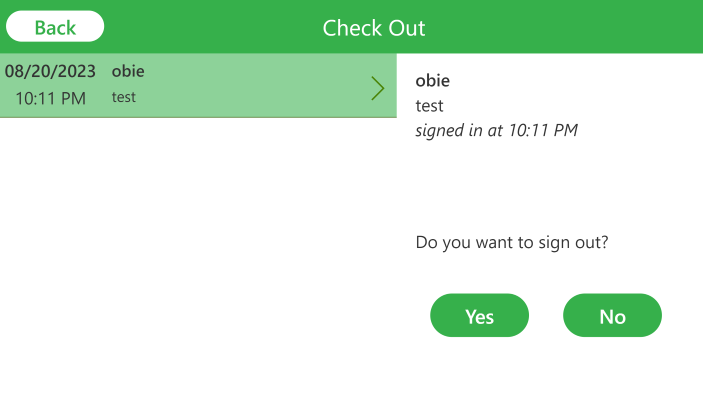 Back
Check Out
08/20/2023 obie
10:11 PM test
obie
test
signed in at 10:11 PM
Do you want to sign out?
Yes
No